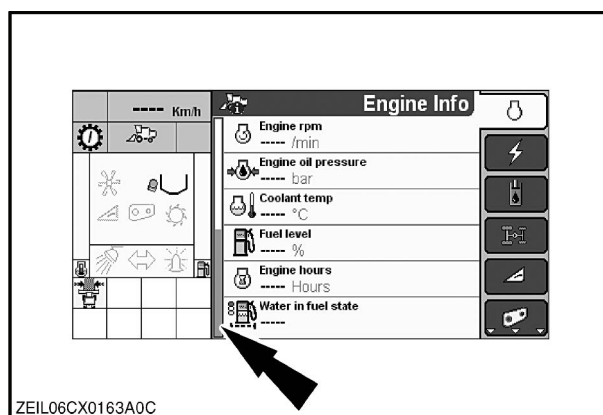 ---- Km/h
Engine Info
Engine rpm
----- /min
Engine oil pressure
----- bar
Coolant temp
----- °C
Fuel level
----- %
Engine hours
----- Hours
Water in fuel state
-----
ZEIL06CX0163A0C